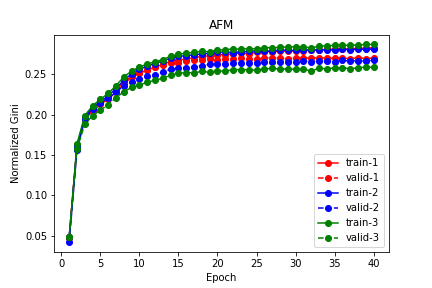 AFM
Normalized Gini
0.25
0.20
0.15
0.10
0.05
0 5 10 15 20 25 30 35 40
Epoch
train-1
valid-1
train-2
valid-2
train-3
valid-3